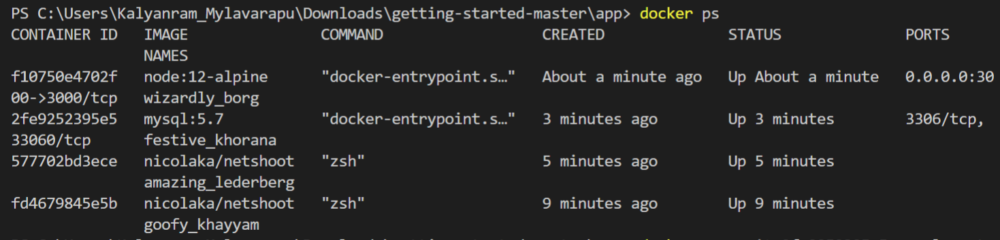 PS C:\Users\Kalyanram_Mylavarapu\Downloads\getting-started-master\app> docker ps
CONTAINER ID   IMAGE               COMMAND                  CREATED              STATUS              PORTS
               NAMES
f10750e4702f   node:12-alpine      "docker-entrypoint.s…"   About a minute ago   Up About a minute   0.0.0.0:30
00->3000/tcp   wizardly_borg
2fe9252395e5   mysql:5.7           "docker-entrypoint.s…"   3 minutes ago        Up 3 minutes        3306/tcp,
33060/tcp      festive_khorana
577702bd3ece   nicolaka/netshoot   "zsh"                    5 minutes ago        Up 5 minutes
               amazing_lederberg
fd4679845e5b   nicolaka/netshoot   "zsh"                    9 minutes ago        Up 9 minutes
               goofy_khayyam